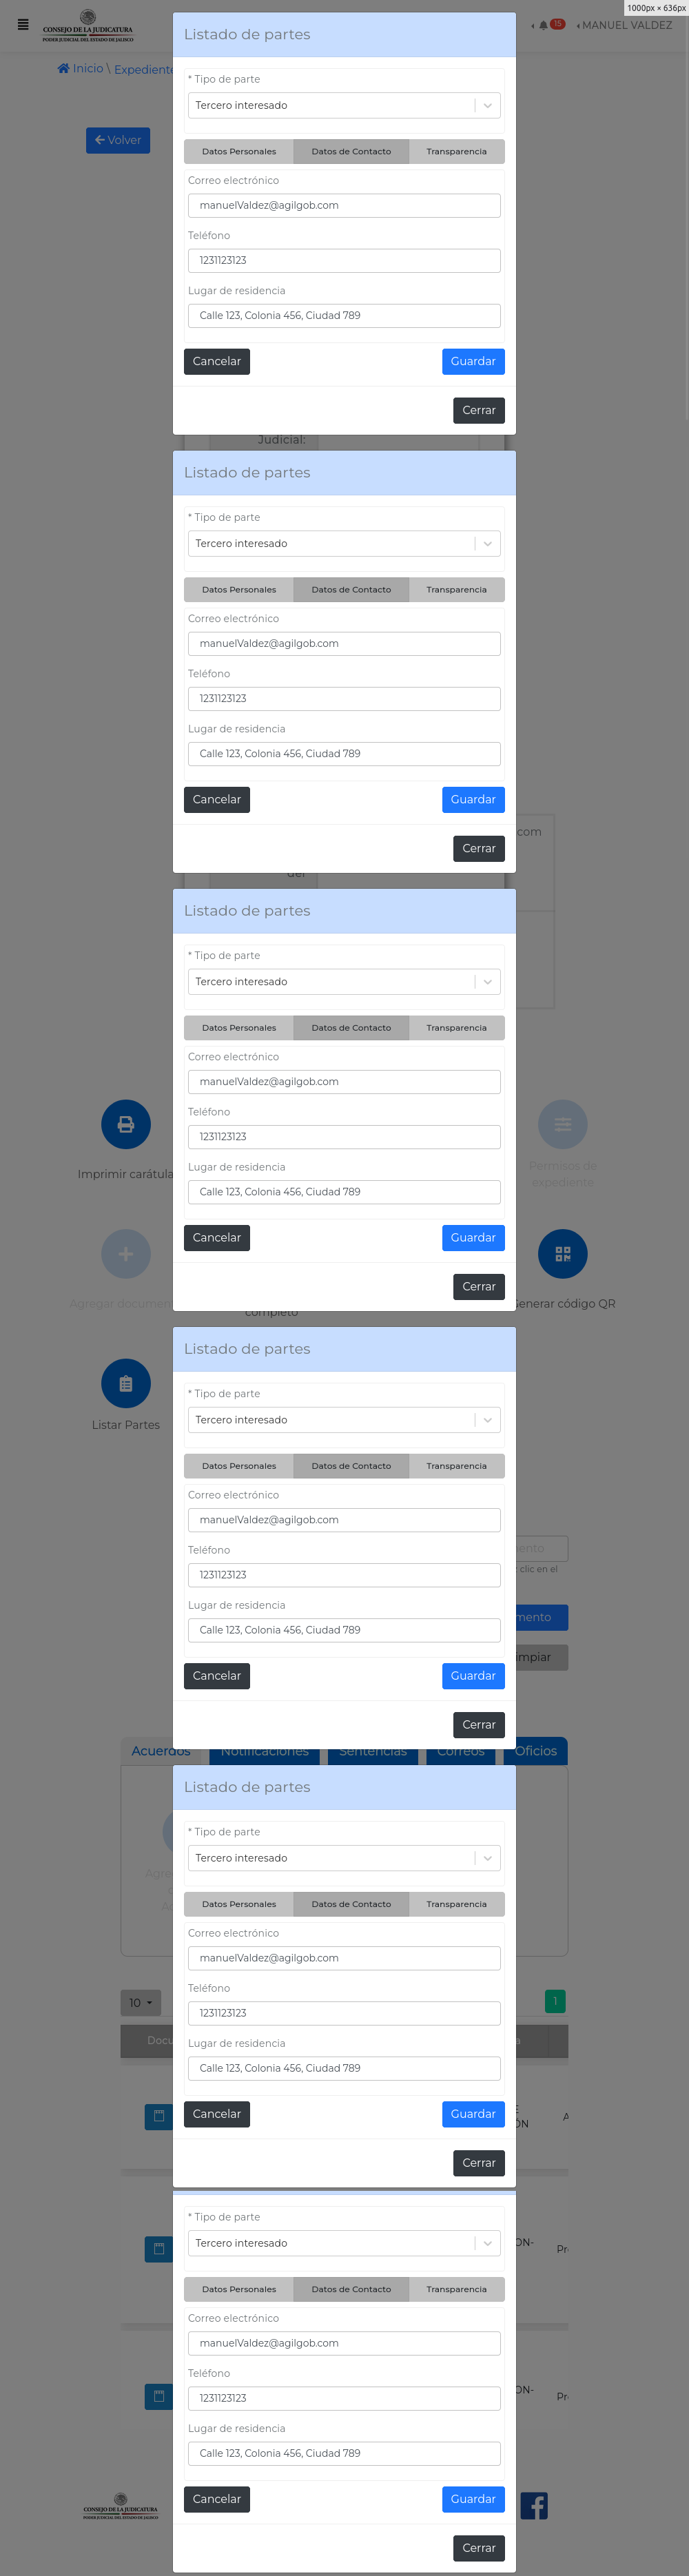 1000px × 636px
CONSEJO DE LA JUDICATURA
PODER JUDICIAL DEL ESTADO DE JALISCO
15
MANUEL VALDEZ
Inicio \ Expediente
Volver
Listado de partes
* Tipo de parte
Tercero interesado
Datos Personales Datos de Contacto Transparencia
Correo electrónico
manuelValdez@agilgob.com
Teléfono
1231123123
Lugar de residencia
Calle 123, Colonia 456, Ciudad 789
Cancelar Guardar
Cerrar
Judicial:
Listado de partes
* Tipo de parte
Tercero interesado
Datos Personales Datos de Contacto Transparencia
Correo electrónico
manuelValdez@agilgob.com
Teléfono
1231123123
Lugar de residencia
Calle 123, Colonia 456, Ciudad 789
Cancelar Guardar
com
Cerrar
del
Listado de partes
* Tipo de parte
Tercero interesado
Datos Personales Datos de Contacto Transparencia
Correo electrónico
manuelValdez@agilgob.com
Teléfono
1231123123
Lugar de residencia
Imprimir carátula
Permisos de
expediente
Calle 123, Colonia 456, Ciudad 789
Cancelar Guardar
Cerrar
Agregar document
completo
Generar código QR
Listado de partes
* Tipo de parte
Tercero interesado
Listar Partes
Datos Personales Datos de Contacto Transparencia
Correo electrónico
manuelValdez@agilgob.com
Teléfono
clic en el
1231123123
Lugar de residencia
mento
Calle 123, Colonia 456, Ciudad 789
mpiar
Cancelar Guardar
Cerrar
Acuerdos Notificaciones Sentencias Correos Oficios
Listado de partes
* Tipo de parte
Tercero interesado
Datos Personales Datos de Contacto Transparencia
Correo electrónico
manuelValdez@agilgob.com
Teléfono
10
1
1231123123
Lugar de residencia
Docu
a
Calle 123, Colonia 456, Ciudad 789
Cancelar Guardar
E
ÓN
A
Cerrar
* Tipo de parte
Tercero interesado
ON-
Pr
Datos Personales Datos de Contacto Transparencia
Correo electrónico
manuelValdez@agilgob.com
Teléfono
1231123123
ON-
Pr
Lugar de residencia
Calle 123, Colonia 456, Ciudad 789
Cancelar Guardar
CONSEJO DE LA JUDICATURA
PODER JUDICIAL DEL ESTADO DE JALISCO
Cerrar